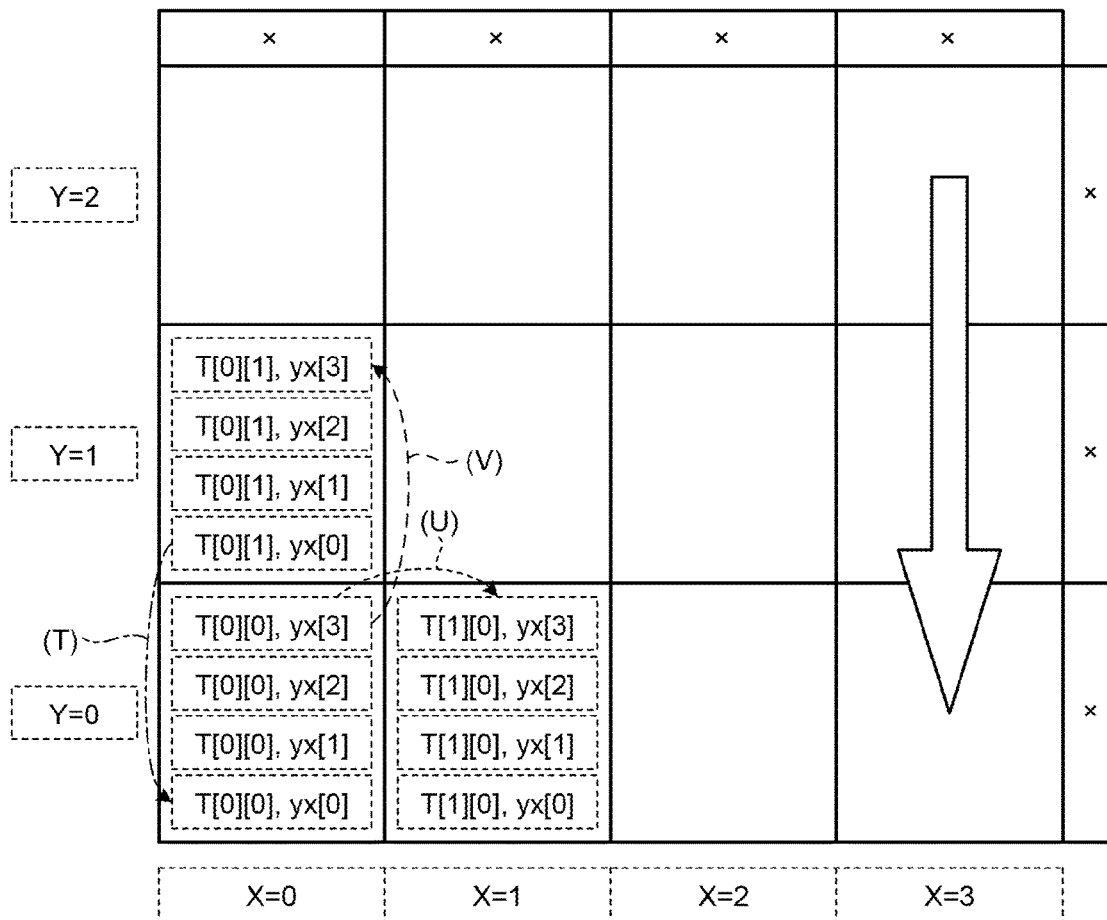 × × × ×
Y=2 ×
T[0][1], yx[3]
T[0][1], yx[2]
Y=1 (V) ×
T[0][1], yx[1]
(U)
T[0][1], yx[0]
T[0][0], yx[3] T[1][0], yx[3]
(T)
T[0][0], yx[2] T[1][0], yx[2]
Y=0 ×
T[0][0], yx[1] T[1][0], yx[1]
T[0][0], yx[0] T[1][0], yx[0]
X=0 X=1 X=2 X=3